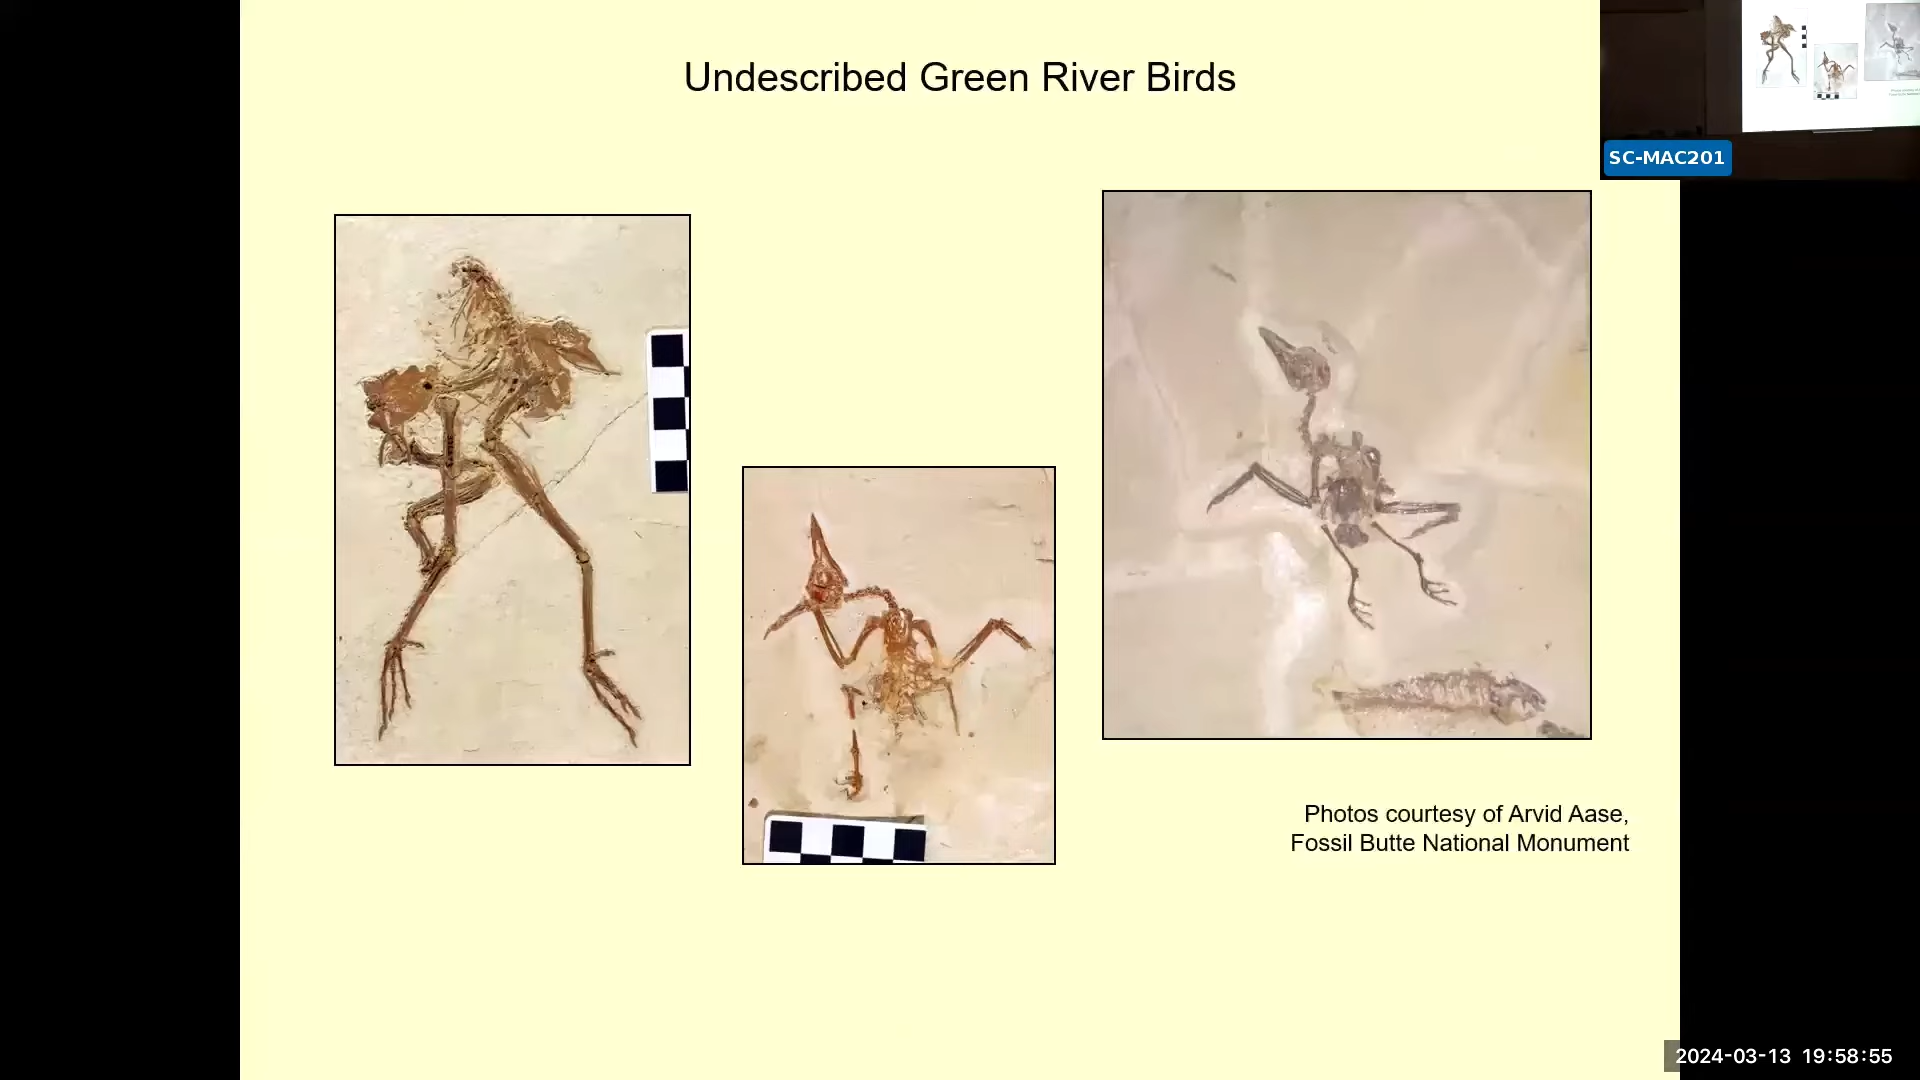 Undescribed Green River Birds
SC-MAC201
Photos courtesy of Arvid Aase,
Fossil Butte National Monument
2024-03-13 19:58:55